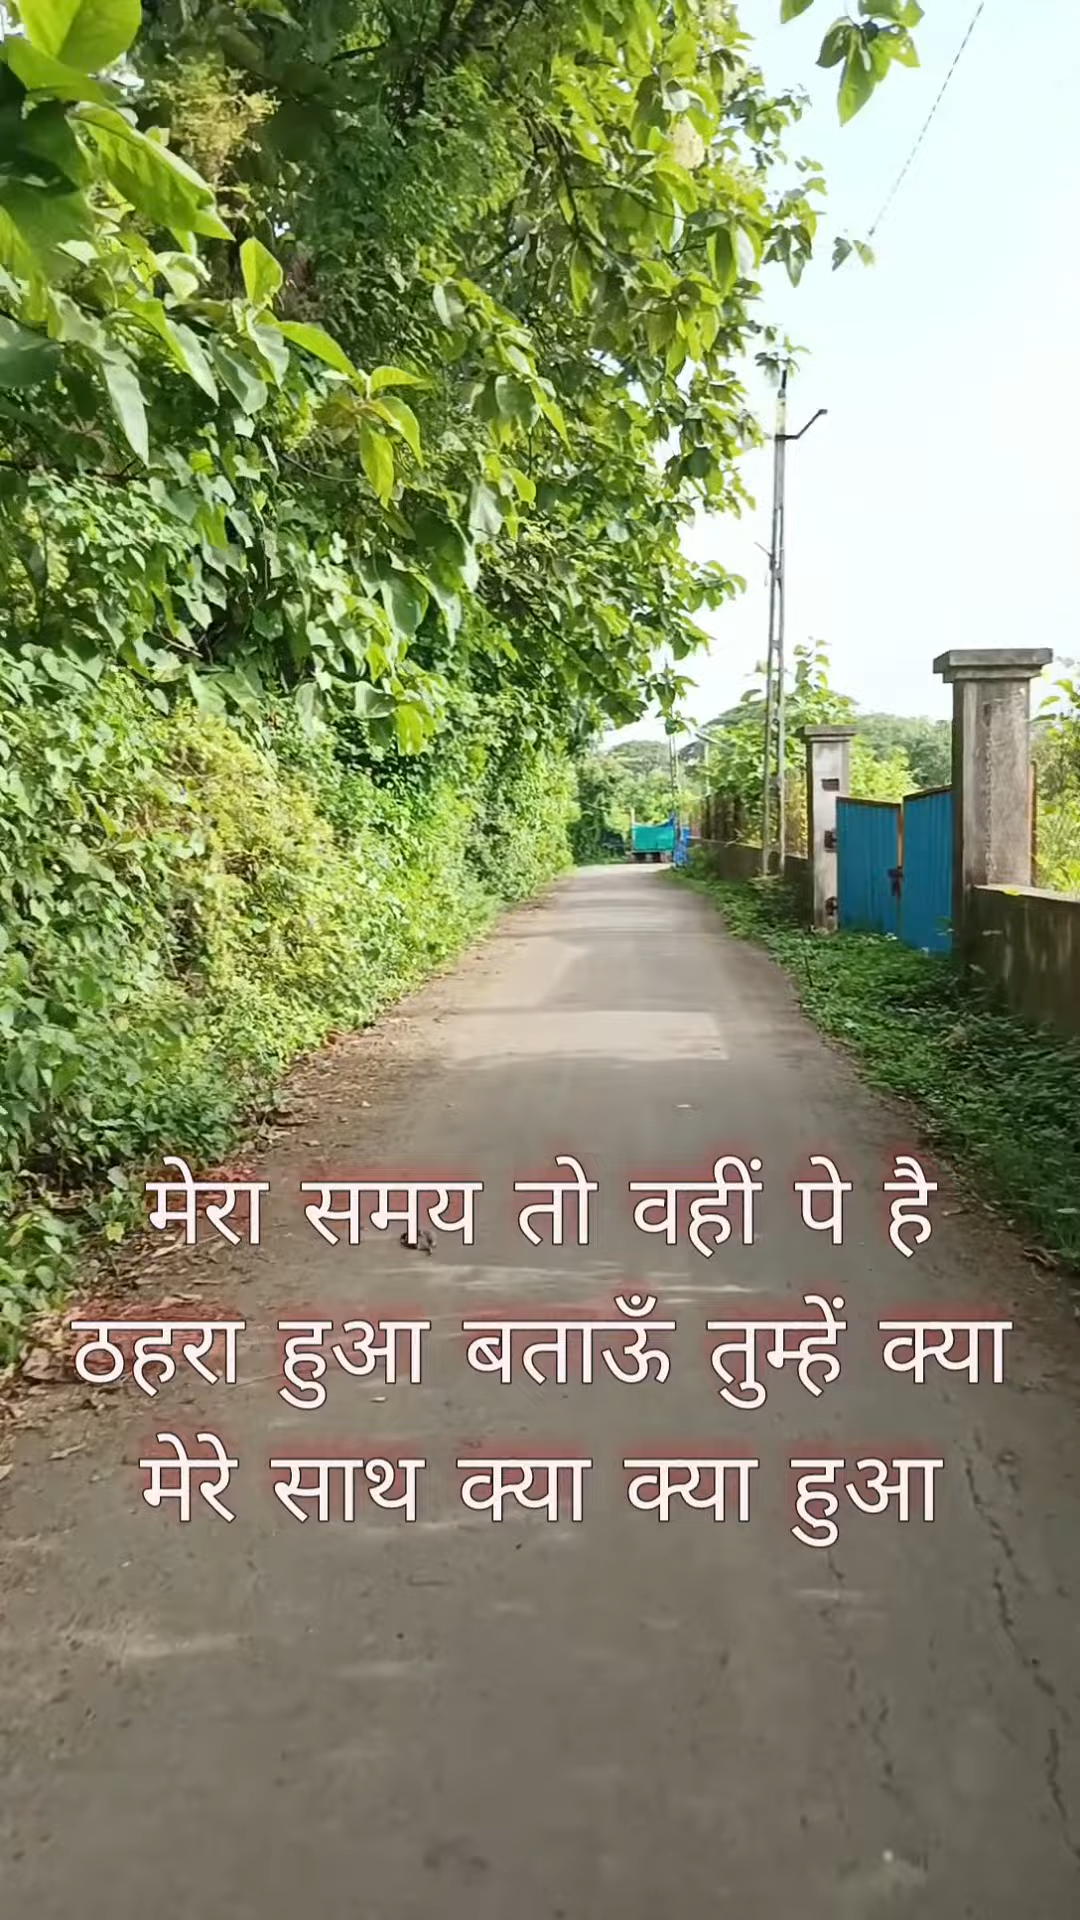 मेरा समय तो वहीं पे है
ठहरा हुआ बताऊँ तुम्हें क्या
मेरे साथ क्या क्या हुआ